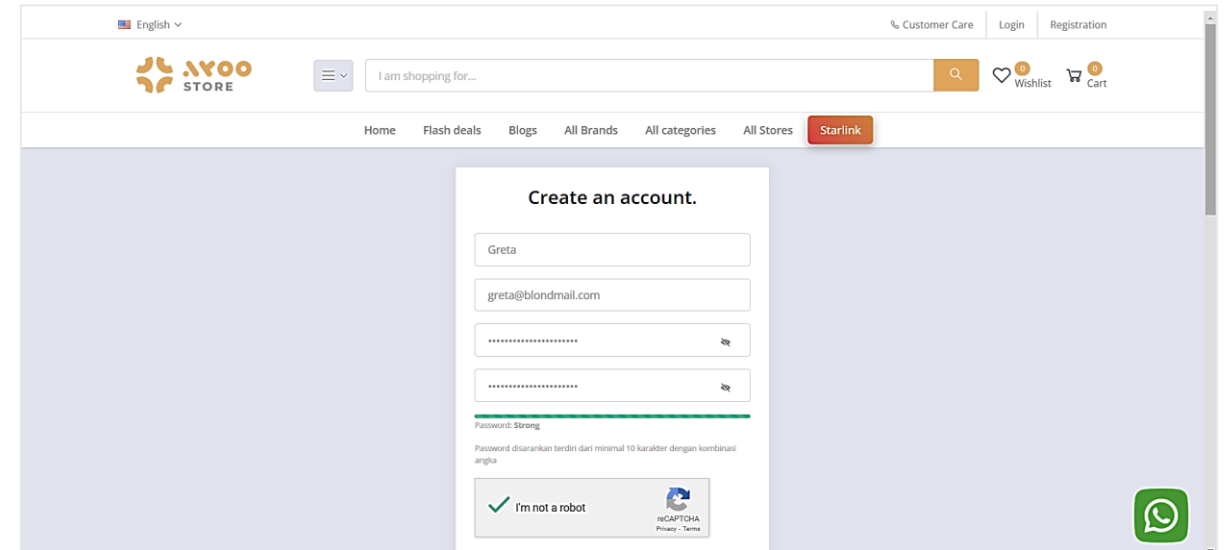 English
Customer Care Login Registration
AYOO
STORE
I am shopping for...
0
Wishlist
0
Cart
Home Flash deals Blogs All Brands All categories All Stores Starlink
Create an account.
Greta
greta@blondmail.com
Password: Strong
Password disarankan terdiri dari minimal 10 karakter dengan kombinasi
angka
I'm not a robot
reCAPTCHA
Privacy - Terms